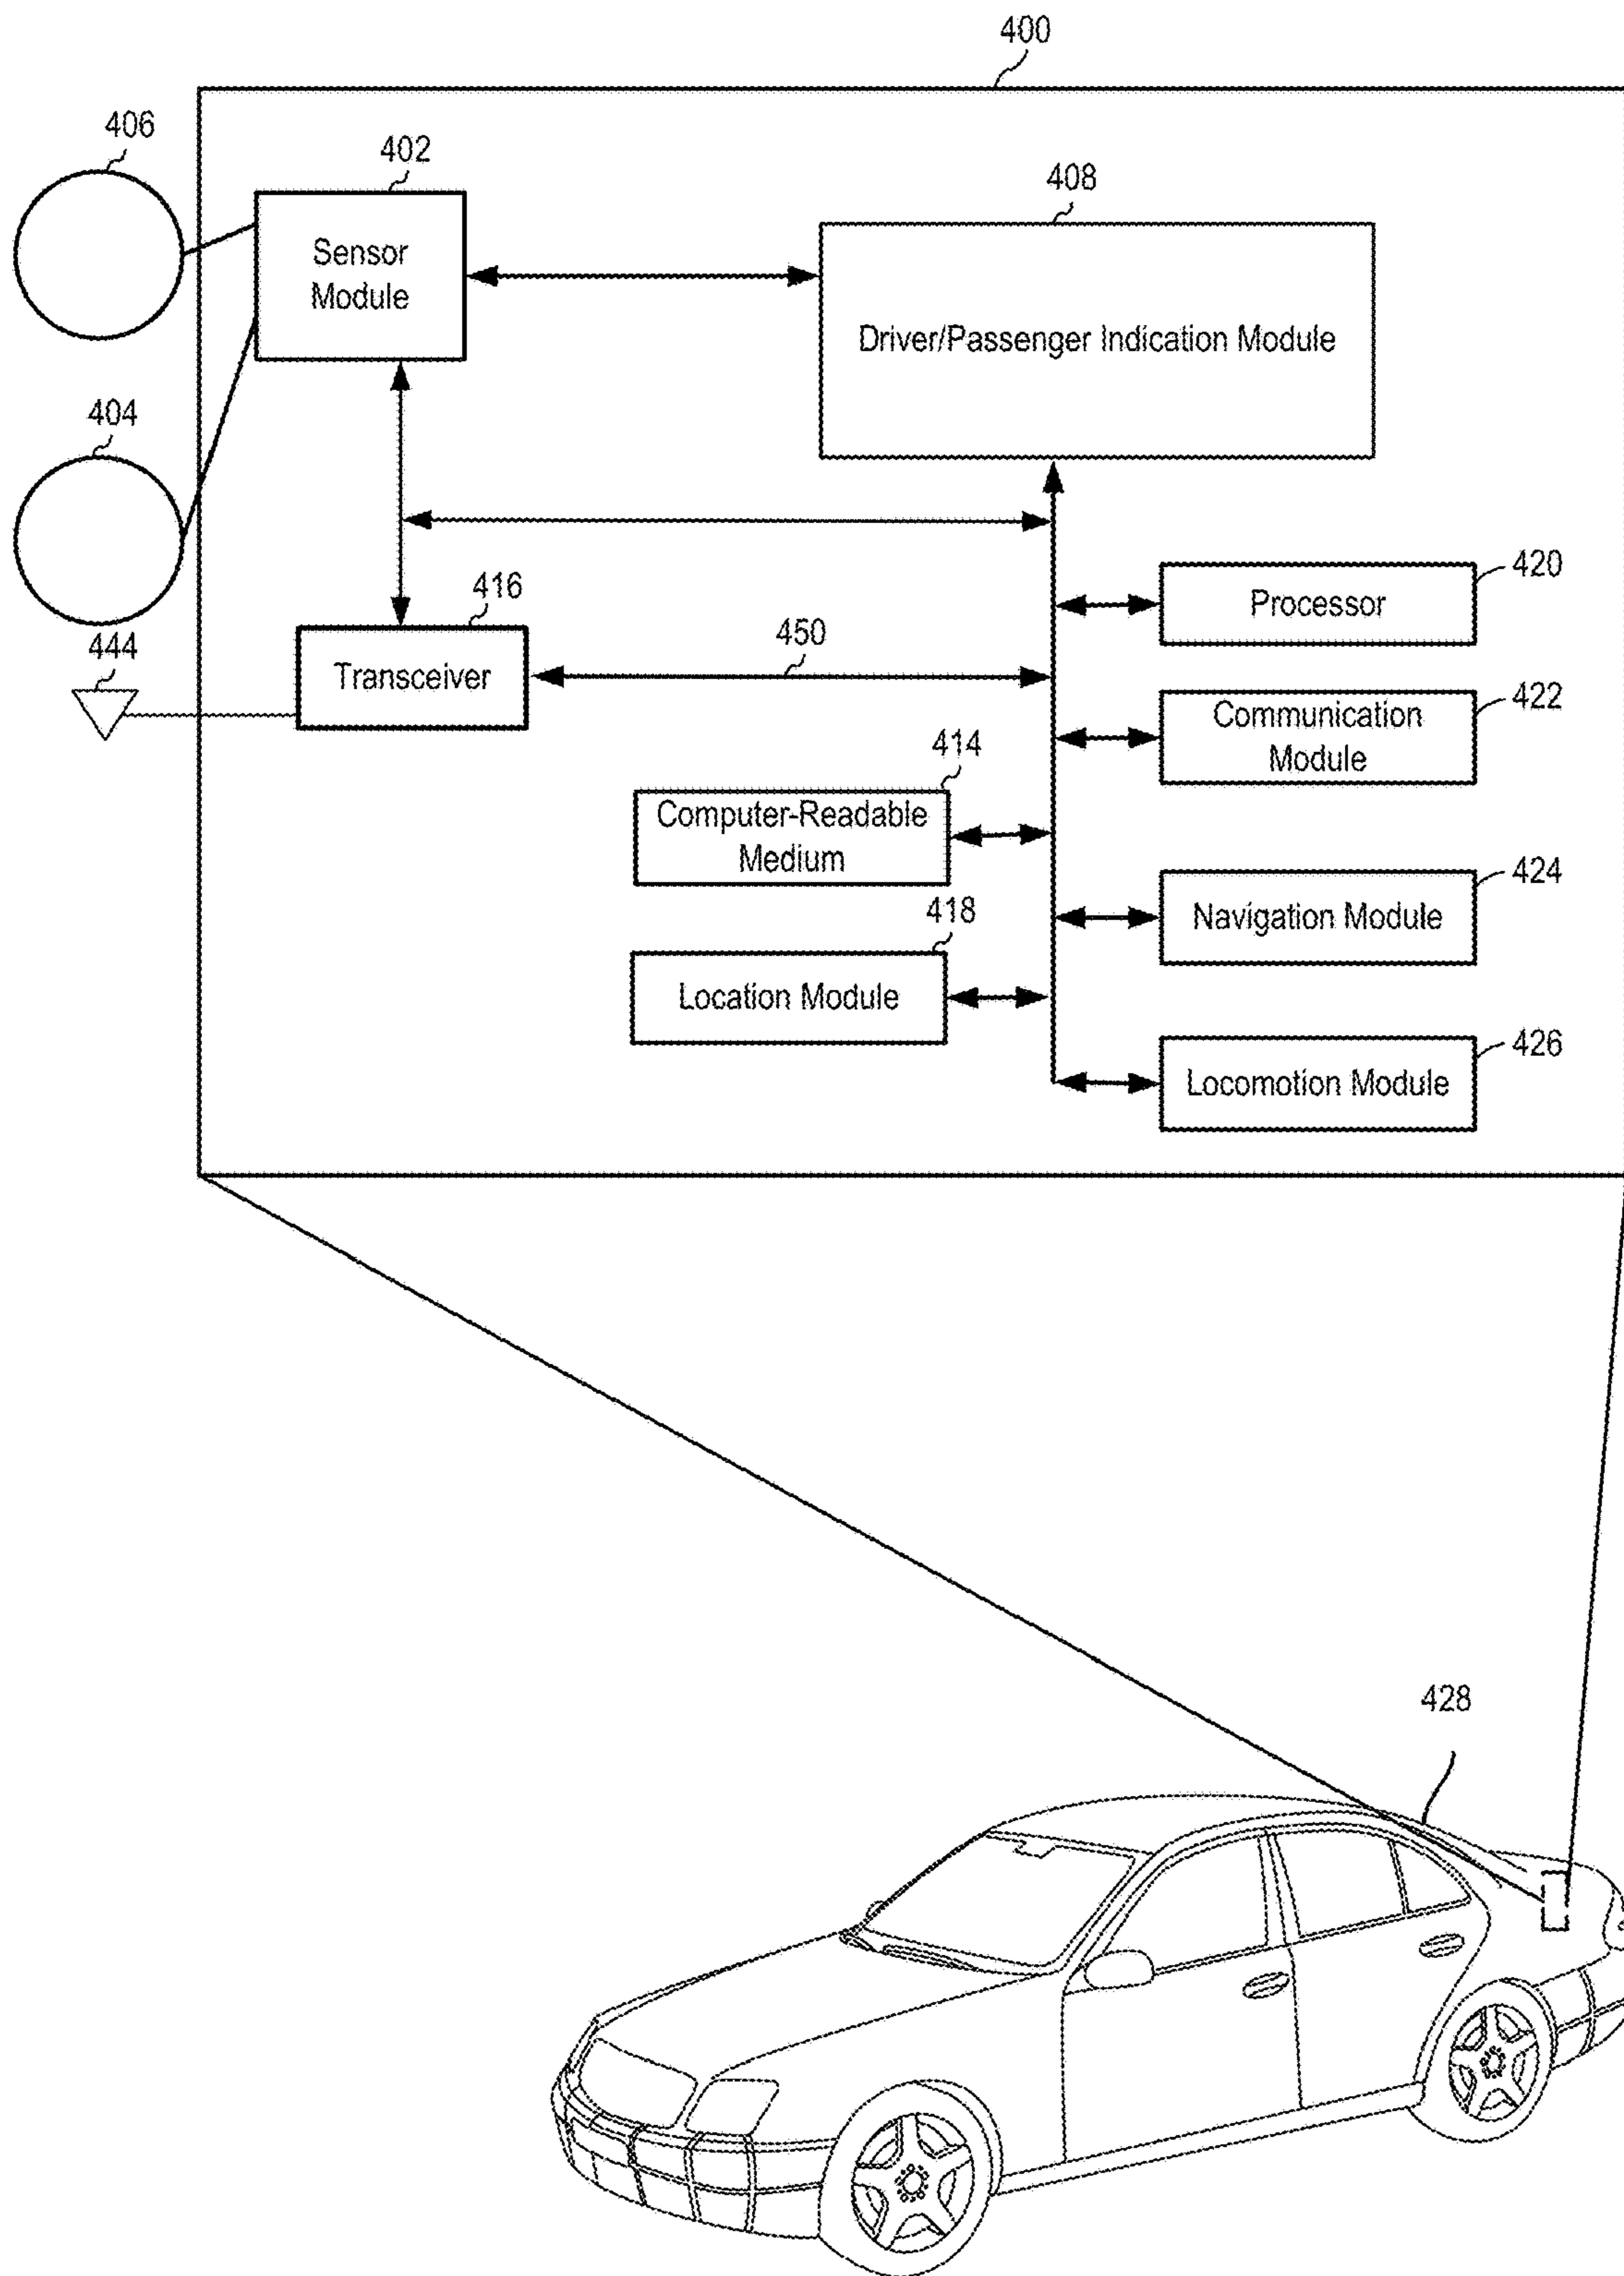 400
406
402
408
Sensor
Module
Driver/Passenger Indication Module
404
420
Processor
416
444
450
Transceiver
422
Communication
Module
414
Computer-Readable
Medium
424
Navigation Module
418
Location Module
426
Locomotion Module
428